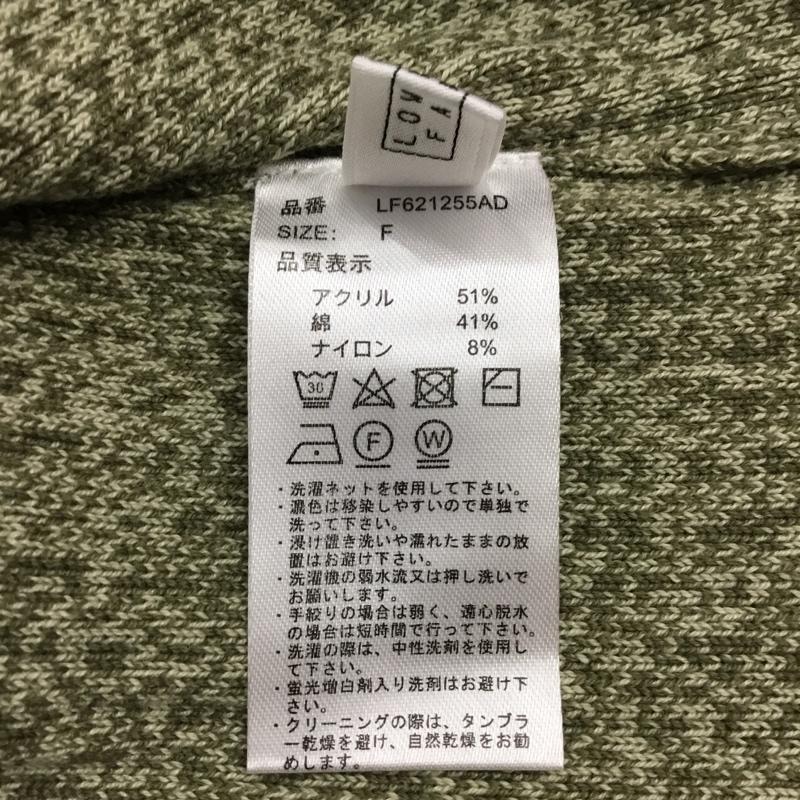 LOW
FA
品番 LF621255AD
SIZE: F
品質表示
アクリル 51%
綿 41%
ナイロン 8%
30
F W
・洗濯ネットを使用して下さい。
・濃色は移染しやすいので単独で
洗って下さい。
・浸け置き洗いや濡れたままの放
置はお避け下さい。
・洗濯機の弱水流又は押し洗いで
お願いします。
・手絞りの場合は弱く、遠心脱水
の場合は短時間で行って下さい。
・洗濯の際は、中性洗剤を使用し
て下さい。
・蛍光増白剤入り洗剤はお避け下
さい。
・クリーニングの際は、タンブラ
ー乾燥を避け、自然乾燥をお勧
めします。